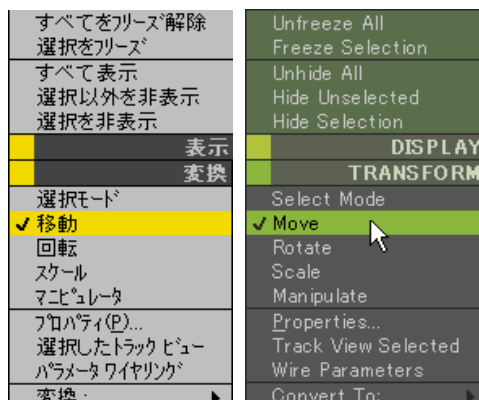 すべてをﾌﾘｰｽﾞ解除
選択をﾌﾘｰｽﾞ
すべて表示
選択以外を非表示
選択を非表示
表示
変換
選択ﾓｰﾄﾞ
移動
回転
ｽｹｰﾙ
ﾏﾆﾋﾟｭﾚｰﾀ
ﾌﾟﾛﾊﾟﾃｨ(P)...
選択したﾄﾗｯｸ ﾋﾞｭｰ
ﾊﾟﾗﾒｰﾀ ﾜｲﾔﾘﾝｸﾞ
変換 :
Unfreeze All
Freeze Selection
Unhide All
Hide Unselected
Hide Selection
DISPLAY
TRANSFORM
Select Mode
Move
Rotate
Scale
Manipulate
Properties...
Track View Selected
Wire Parameters
Convert To: